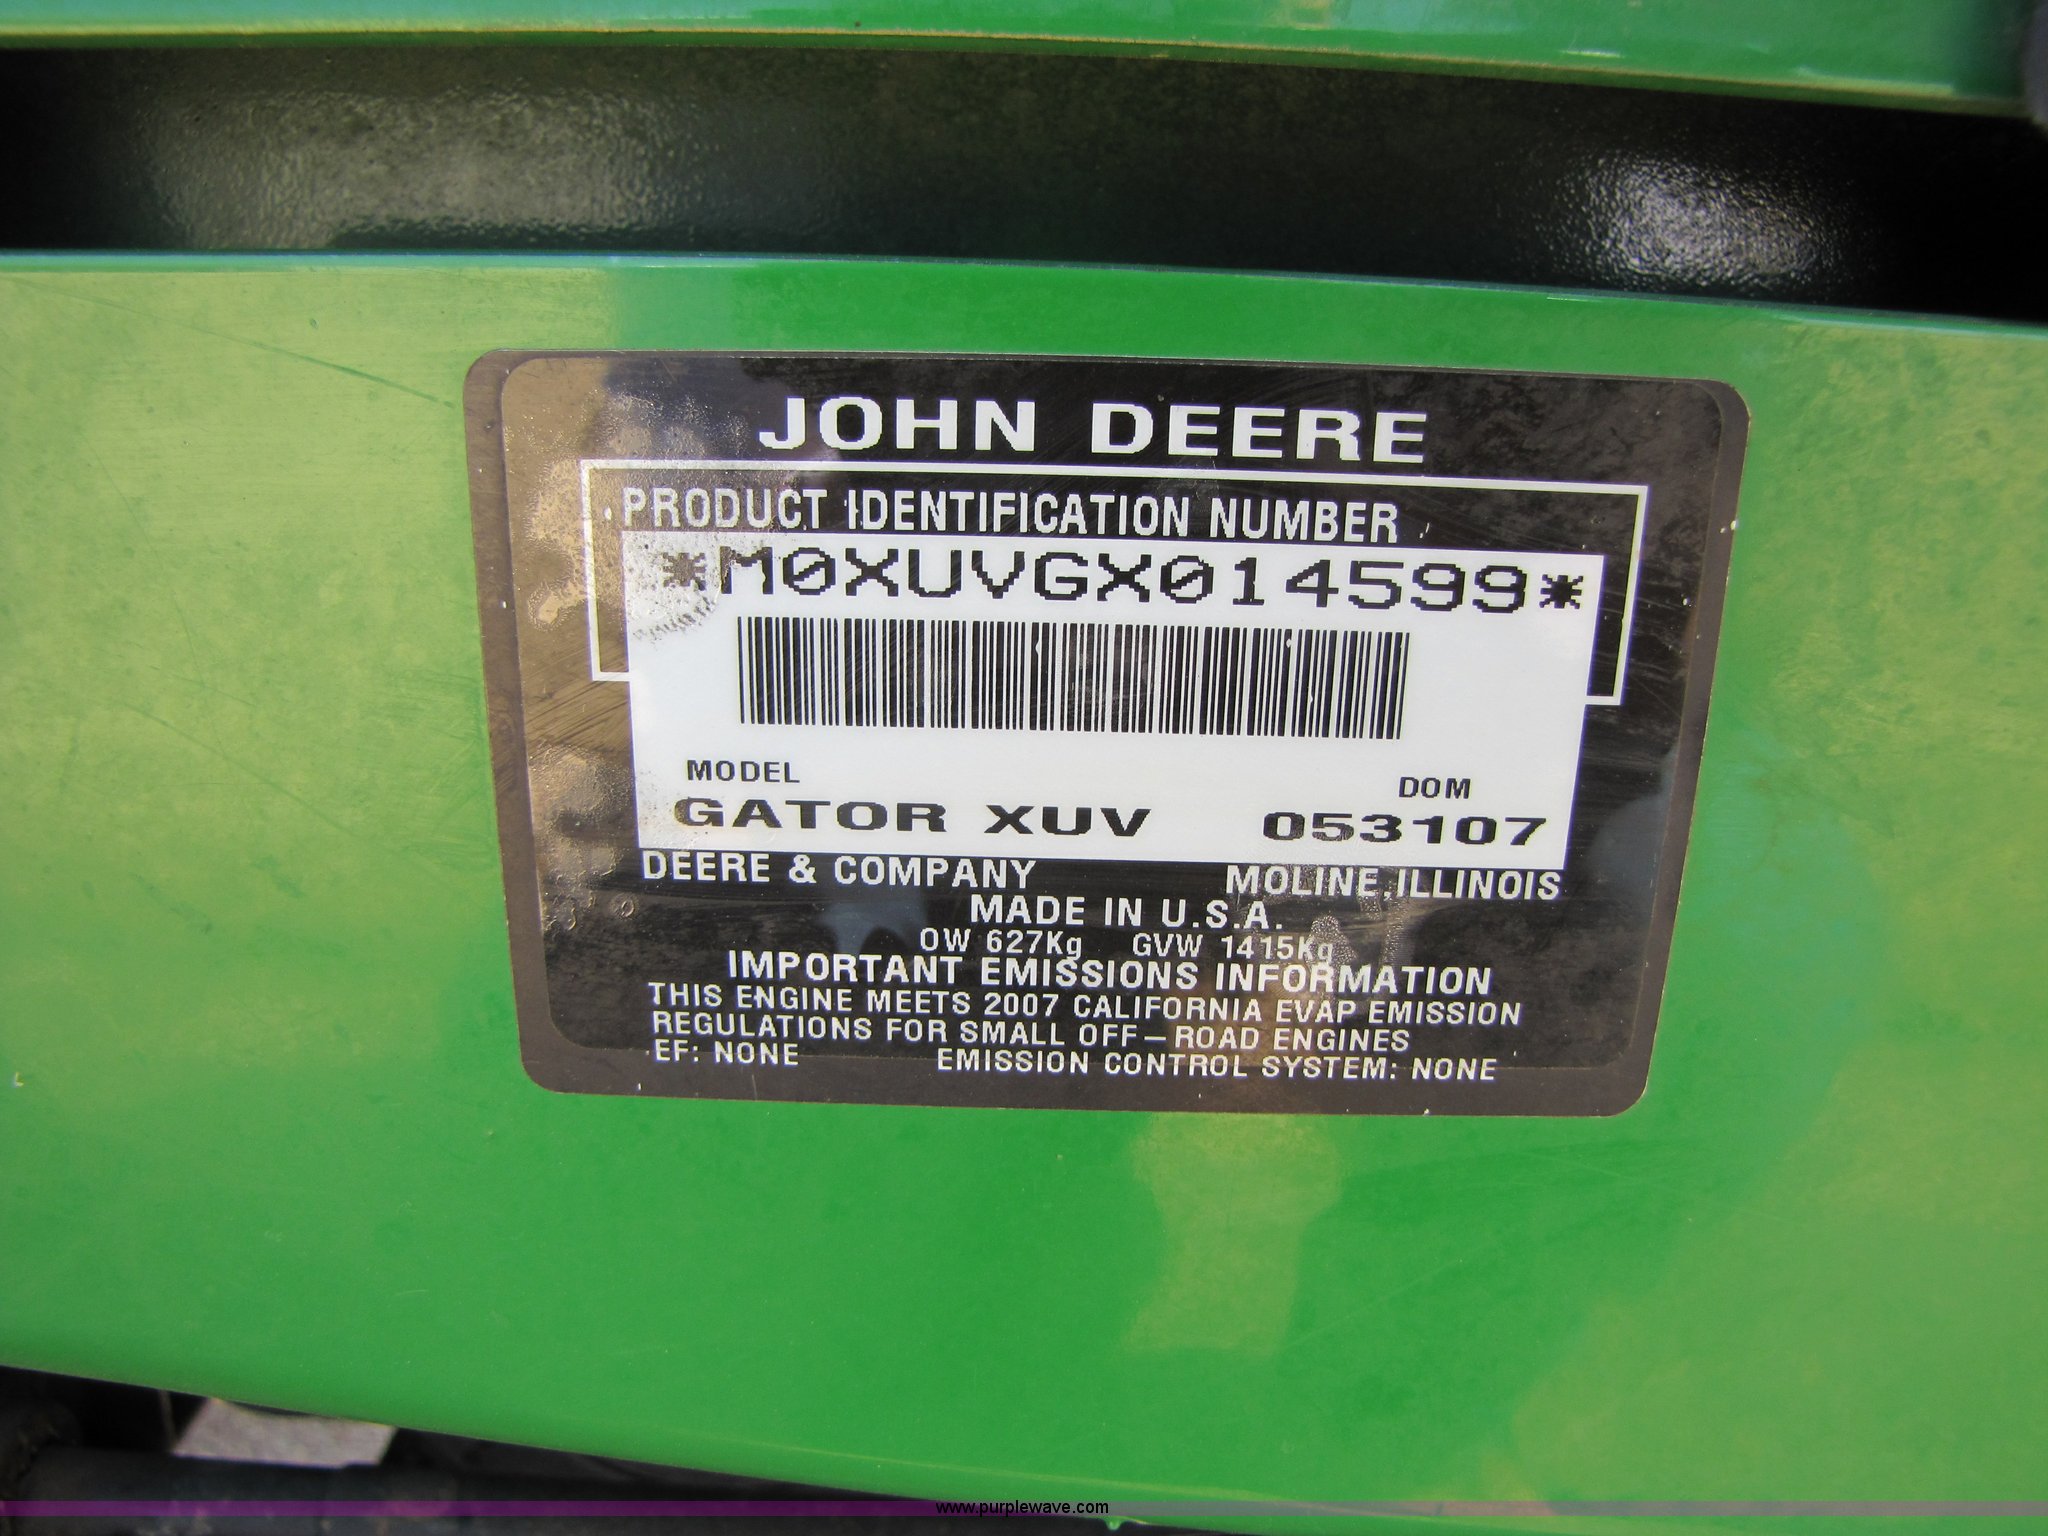 JOHN DEERE
PRODUCT IDENTIFICATION NUMBER
*M0XUVGX014599*
MODEL DOM
GATOR XUV 053107
DEERE & COMPANY MOLINE, ILLINOIS
MADE IN U.S.A.
OW 627Kg GVW 1415Kg
IMPORTANT EMISSIONS INFORMATION
THIS ENGINE MEETS 2007 CALIFORNIA EVAP EMISSION
REGULATIONS FOR SMALL OFF-ROAD ENGINES
EF: NONE EMISSION CONTROL SYSTEM: NONE
www.purplewave.com